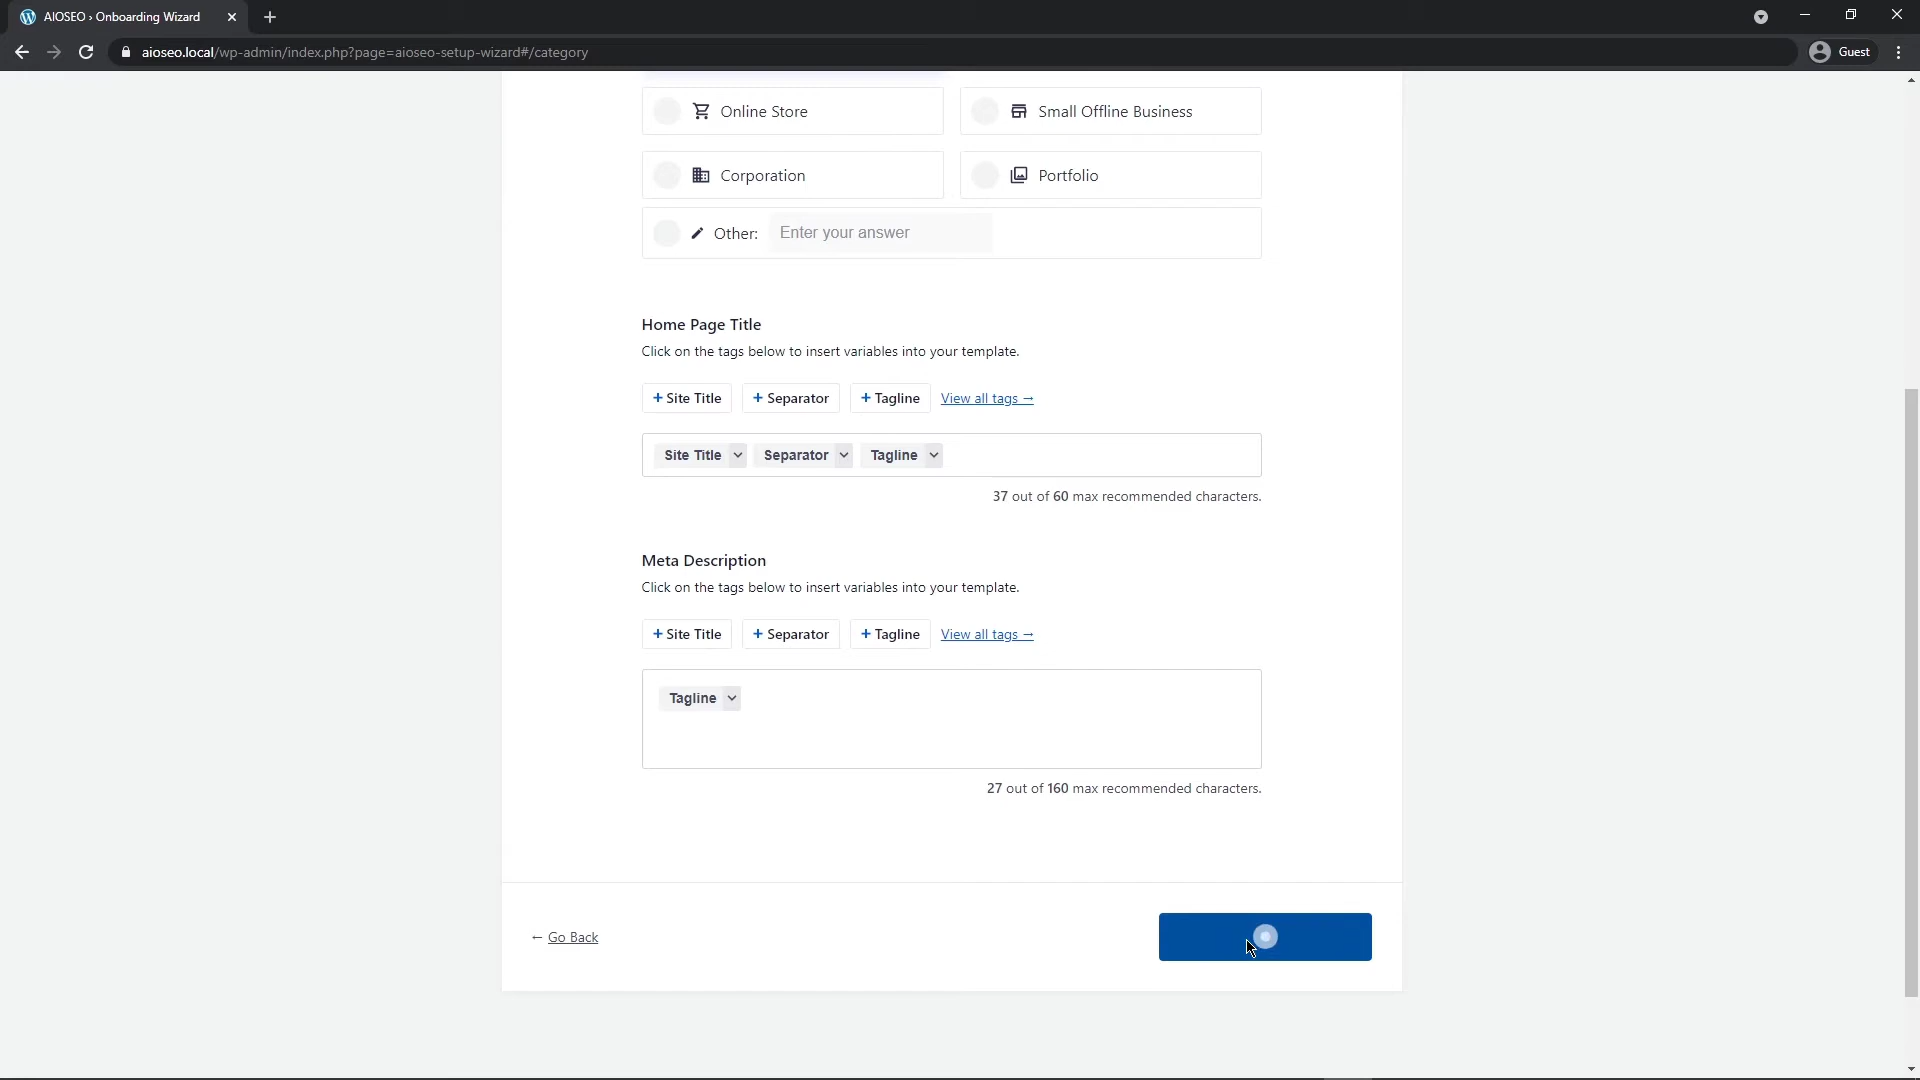 AIOSEO › Onboarding Wizard
aioseo.local/wp-admin/index.php?page=aioseo-setup-wizard#/category
Guest
Online Store
Small Offline Business
Corporation
Portfolio
Other: Enter your answer
Home Page Title
Click on the tags below to insert variables into your template.
+ Site Title + Separator + Tagline View all tags →
Site Title Separator Tagline
37 out of 60 max recommended characters.
Meta Description
Click on the tags below to insert variables into your template.
+ Site Title + Separator + Tagline View all tags →
Tagline
27 out of 160 max recommended characters.
← Go Back